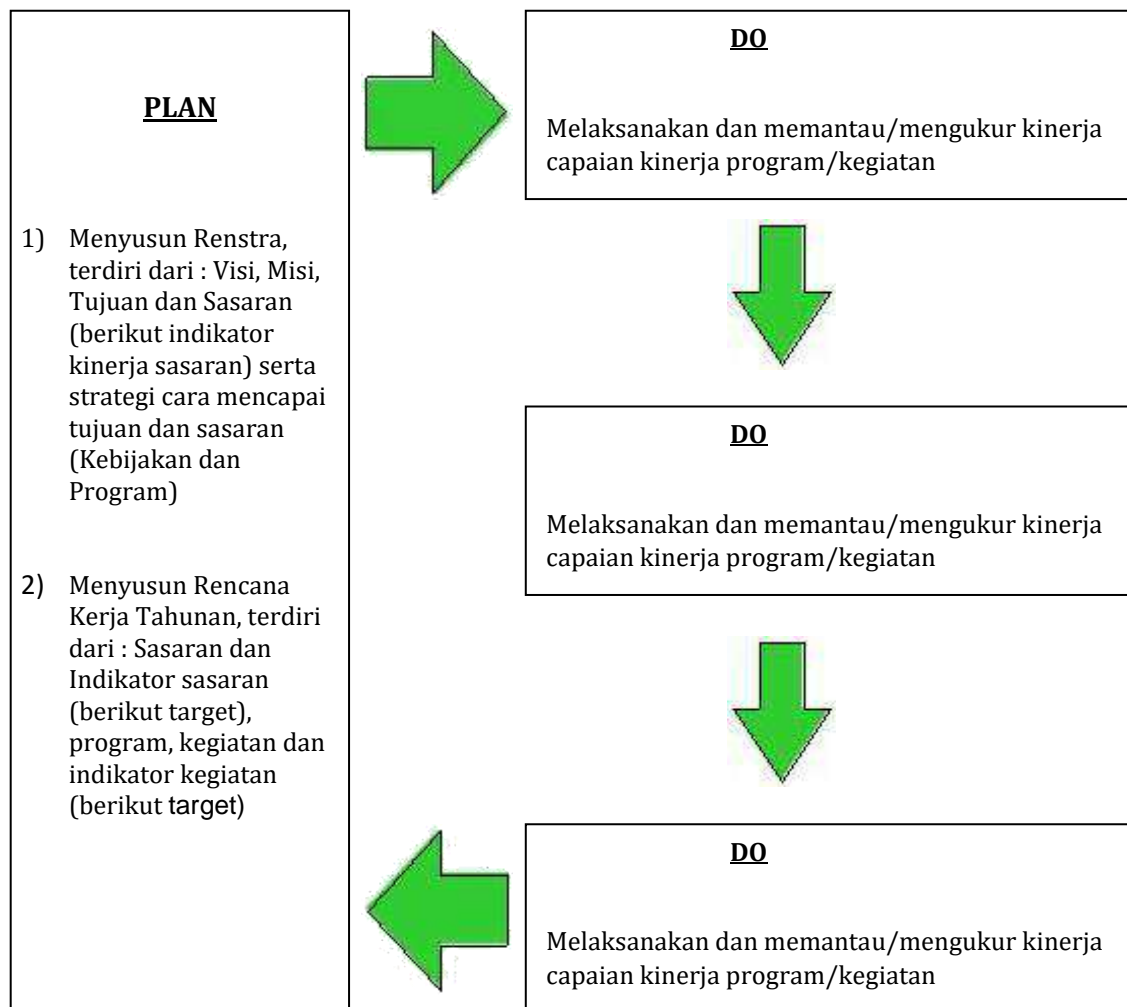 PLAN
1) Menyusun Renstra,
terdiri dari : Visi, Misi,
Tujuan dan Sasaran
(berikut indikator
kinerja sasaran) serta
strategi cara mencapai
tujuan dan sasaran
(Kebijakan dan
Program)
2) Menyusun Rencana
Kerja Tahunan, terdiri
dari : Sasaran dan
Indikator sasaran
(berikut target),
program, kegiatan dan
indikator kegiatan
(berikut target)
DO
Melaksanakan dan memantau/mengukur kinerja
capaian kinerja program/kegiatan
DO
Melaksanakan dan memantau/mengukur kinerja
capaian kinerja program/kegiatan
DO
Melaksanakan dan memantau/mengukur kinerja
capaian kinerja program/kegiatan